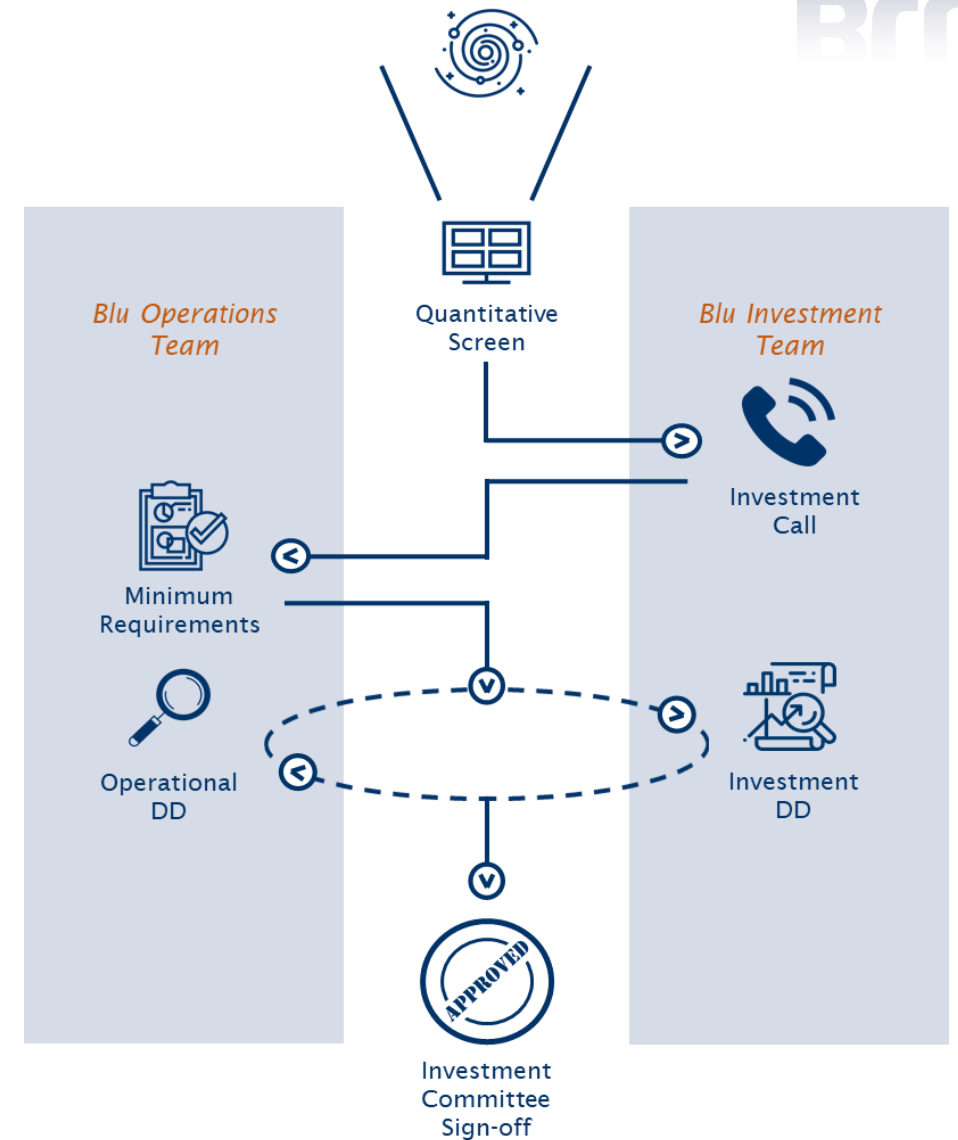 Blu Operations
Team
Quantitative
Screen
Blu Investment
Team
Investment
Call
Minimum
Requirements
Operational
DD
Investment
DD
APPROVED
Investment
Committee
Sign-off